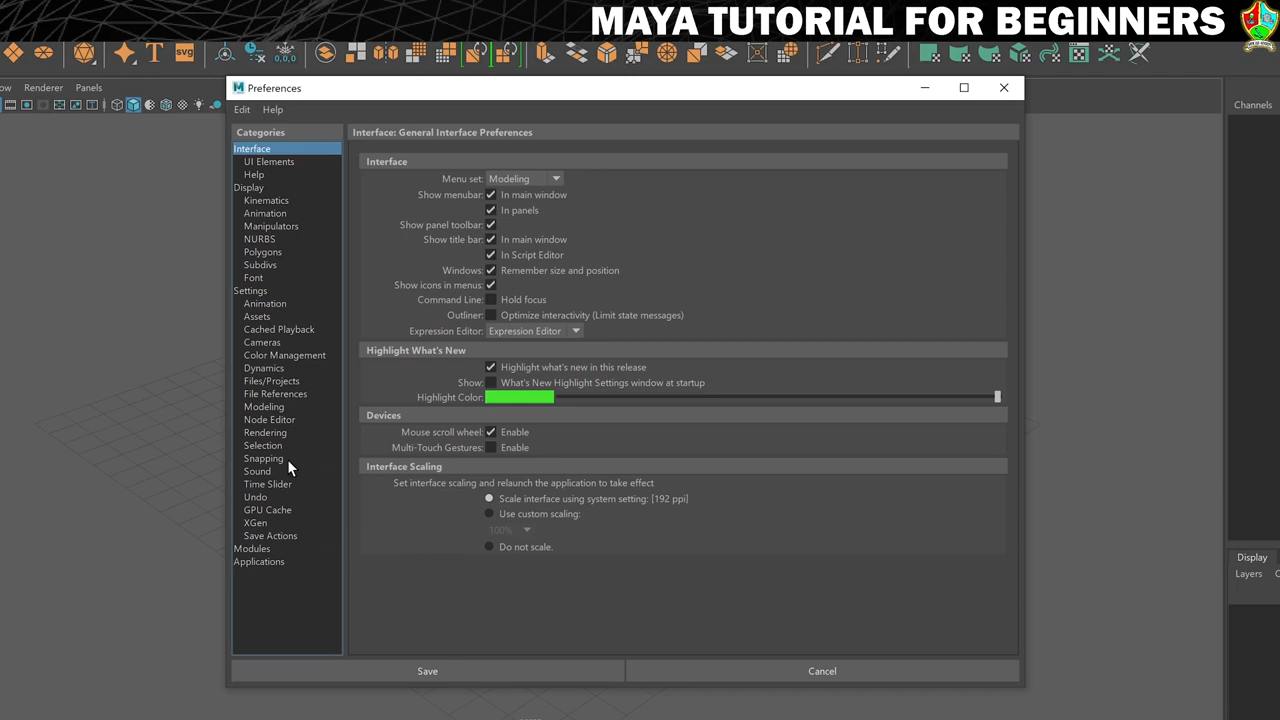 MAYA TUTORIAL FOR BEGINNERS
T
SVG
0,0,0
ow Renderer Panels
Channels
M Preferences
Edit Help
Categories
Interface
UI Elements
Help
Display
Kinematics
Animation
Manipulators
NURBS
Polygons
Subdivs
Font
Settings
Animation
Assets
Cached Playback
Cameras
Color Management
Dynamics
Files/Projects
File References
Modeling
Node Editor
Rendering
Selection
Snapping
Sound
Time Slider
Undo
GPU Cache
XGen
Save Actions
Modules
Applications
Interface: General Interface Preferences
Interface
Menu set: Modeling
Show menubar: In main window
In panels
Show panel toolbar:
Show title bar: In main window
In Script Editor
Windows: Remember size and position
Show icons in menus:
Command Line: Hold focus
Outliner: Optimize interactivity (Limit state messages)
Expression Editor: Expression Editor
Highlight What's New
Highlight what's new in this release
Show: What's New Highlight Settings window at startup
Highlight Color:
Devices
Mouse scroll wheel: Enable
Multi-Touch Gestures: Enable
Interface Scaling
Set interface scaling and relaunch the application to take effect
Scale interface using system setting: [192 ppi]
Use custom scaling:
100%
Do not scale.
Save Cancel
Display
Layers